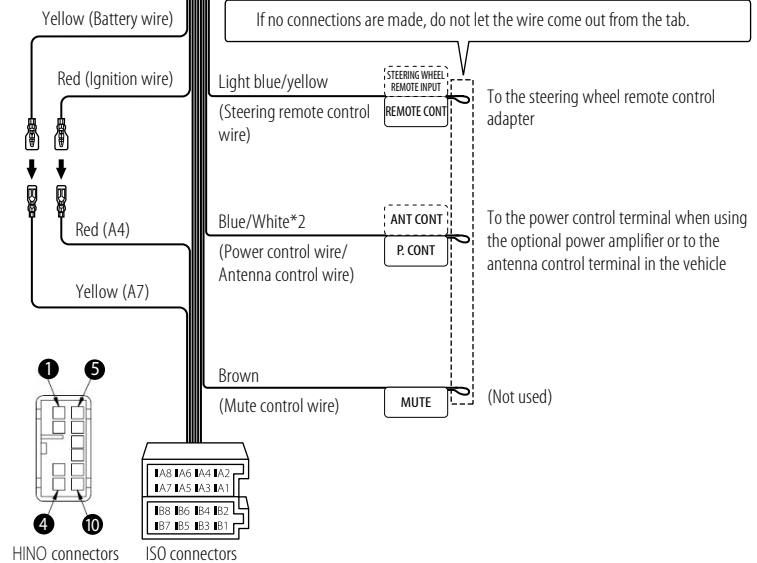 If no connections are made, do not let the wire come out from the tab.
Yellow (Battery wire)
Red (Ignition wire)
Light blue/yellow
(Steering remote control
wire)
STEERING WHEEL
REMOTE INPUT
REMOTE CONT
To the steering wheel remote control
adapter
Red (A4)
Yellow (A7)
Blue/White*2
(Power control wire/
Antenna control wire)
ANT CONT
P. CONT
To the power control terminal when using
the optional power amplifier or to the
antenna control terminal in the vehicle
Brown
(Mute control wire)
MUTE
(Not used)
1
5
4
10
HINO connectors
A8 A6 A4 A2
A7 A5 A3 A1
B8 B6 B4 B2
B7 B5 B3 B1
ISO connectors